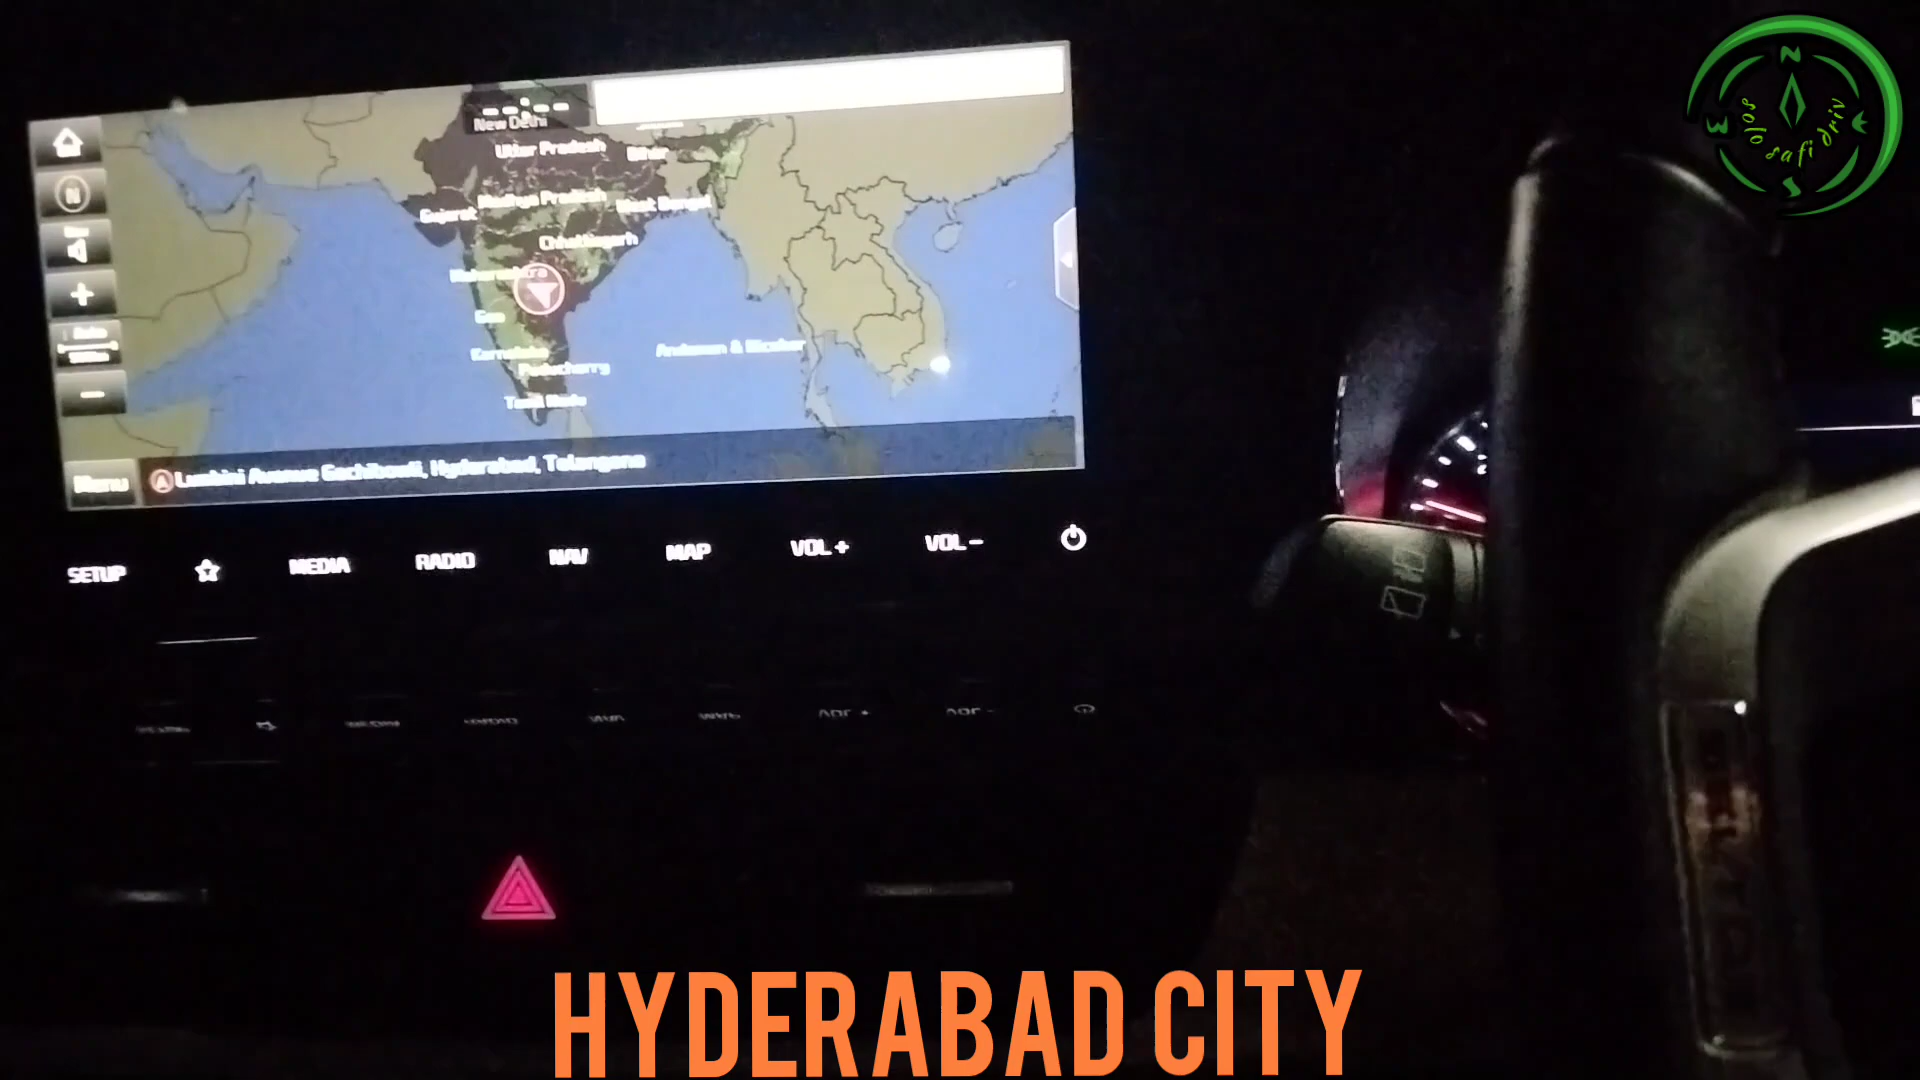 N
W
E
S
solo safi driv
New Delhi
Uttar Pradesh
Bihar
Madhya Pradesh
West Bengal
Gujarat
Chhattisgarh
Maharashtra
Goa
Karnataka
Andaman & Nicobar
Puducherry
Tamil Nadu
N
Auto
Menu
A Lumbini Avenue Gachibowli, Hyderabad, Telangana
SETUP
MEDIA
RADIO
NAV
MAP
VOL +
VOL -
HYDERABAD CITY